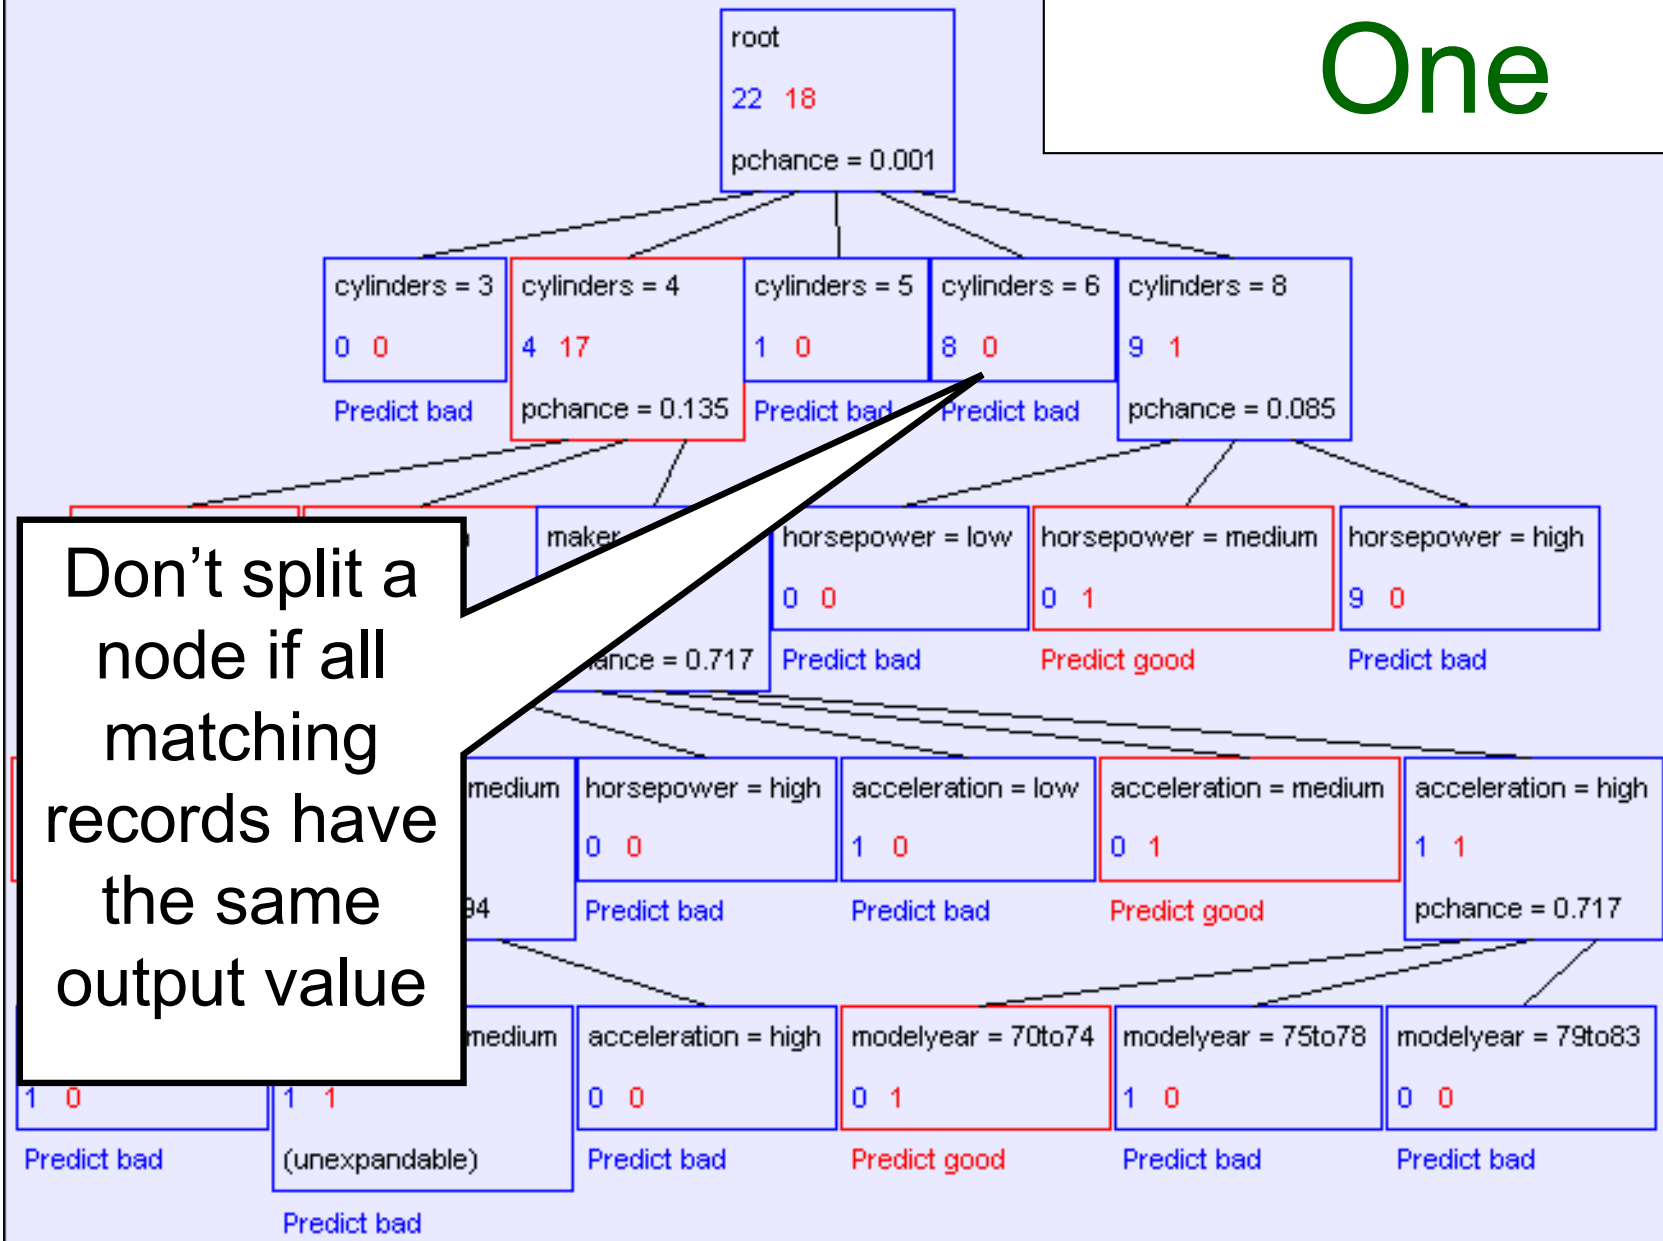 One
root
22 18
pchance = 0.001
cylinders = 3
0 0
Predict bad
cylinders = 4
4 17
pchance = 0.135
cylinders = 5
1 0
Predict bad
cylinders = 6
8 0
Predict bad
cylinders = 8
9 1
pchance = 0.085
maker
= 0.717
horsepower = low
0 0
Predict bad
horsepower = medium
0 1
Predict good
horsepower = high
9 0
Predict bad
Don't split a
node if all
matching
records have
the same
output value
medium
94
horsepower = high
0 0
Predict bad
acceleration = low
1 0
Predict bad
acceleration = medium
0 1
Predict good
acceleration = high
1 1
pchance = 0.717
1 0
Predict bad
medium
1 1
(unexpandable)
Predict bad
acceleration = high
0 0
Predict bad
modelyear = 70to74
0 1
Predict good
modelyear = 75to78
1 0
Predict bad
modelyear = 79to83
0 0
Predict bad